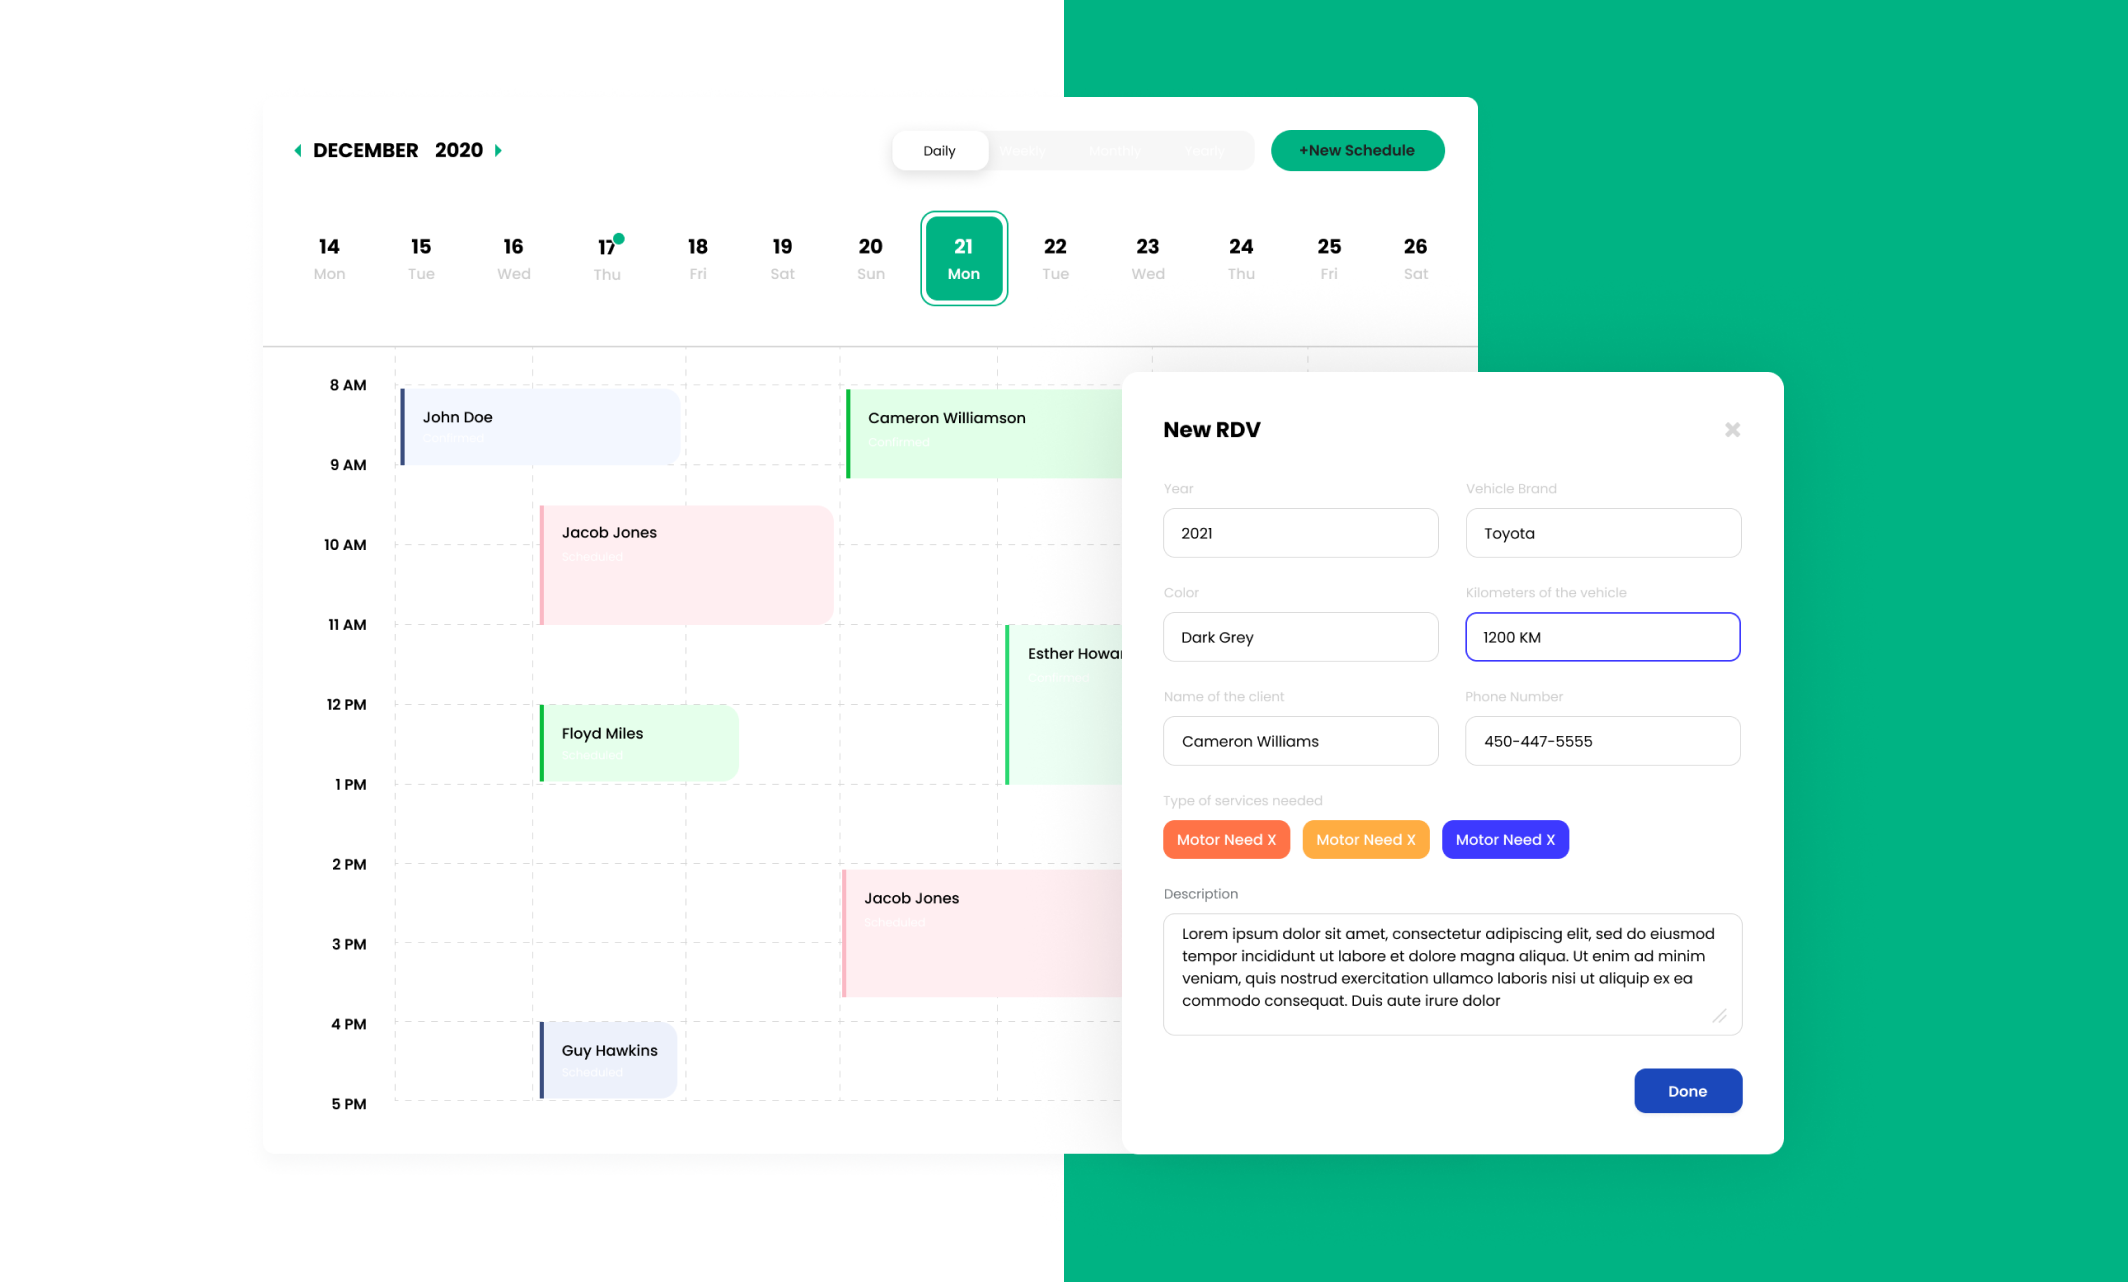 DECEMBER 2020
Daily Weekly Monthly Yearly
+New Schedule
14 15 16 17 18 19 20 21 22 23 24 25 26
Mon Tue Wed Thu Fri Sat Sun Mon Tue Wed Thu Fri Sat
8 AM
John Doe
Confirmed
Cameron Williamson
Confirmed
9 AM
Jacob Jones
Scheduled
10 AM
11 AM
Esther Howar
Confirmed
12 PM
Floyd Miles
Scheduled
1 PM
2 PM
Jacob Jones
Scheduled
3 PM
4 PM
Guy Hawkins
Scheduled
5 PM
New RDV
Year
2021
Vehicle Brand
Toyota
Color
Dark Grey
Kilometers of the vehicle
1200 KM
Name of the client
Cameron Williams
Phone Number
450-447-5555
Type of services needed
Motor Need X Motor Need X Motor Need X
Description
Lorem ipsum dolor sit amet, consectetur adipiscing elit, sed do eiusmod
tempor incididunt ut labore et dolore magna aliqua. Ut enim ad minim
veniam, quis nostrud exercitation ullamco laboris nisi ut aliquip ex ea
commodo consequat. Duis aute irure dolor
Done